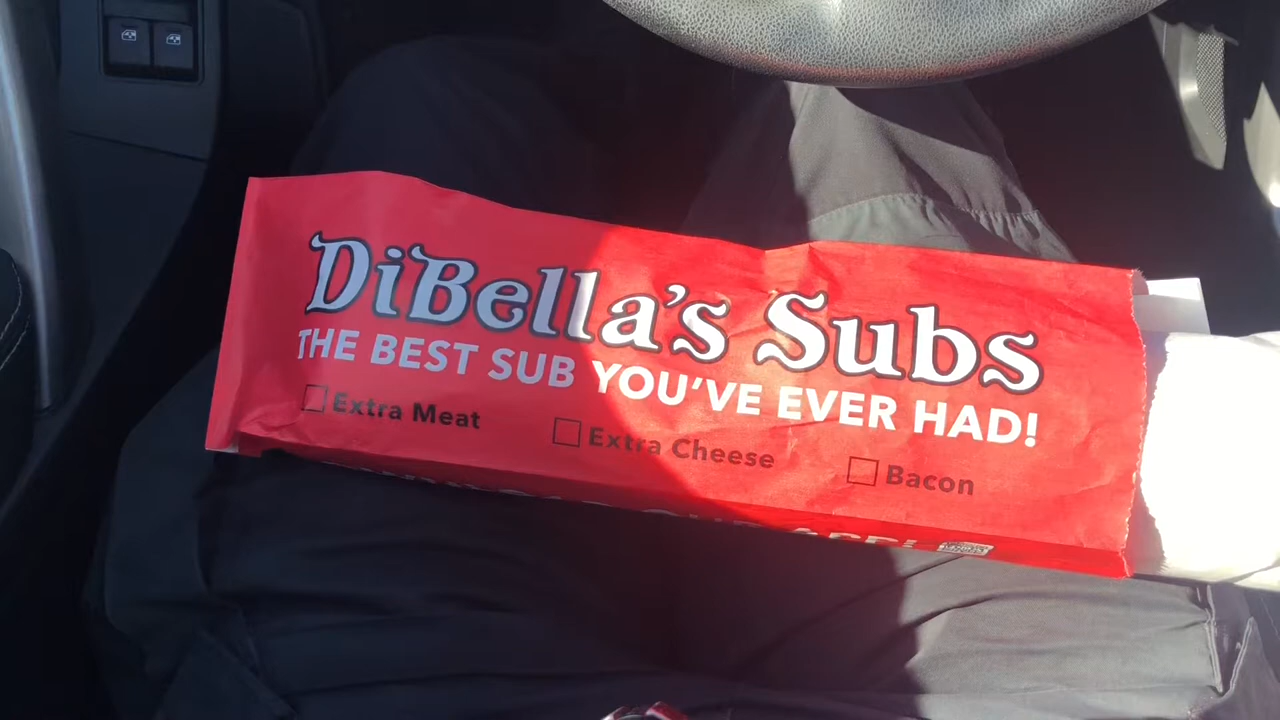 DiBella's Subs
THE BEST SUB YOU'VE EVER HAD!
Extra Meat
Extra Cheese
Bacon